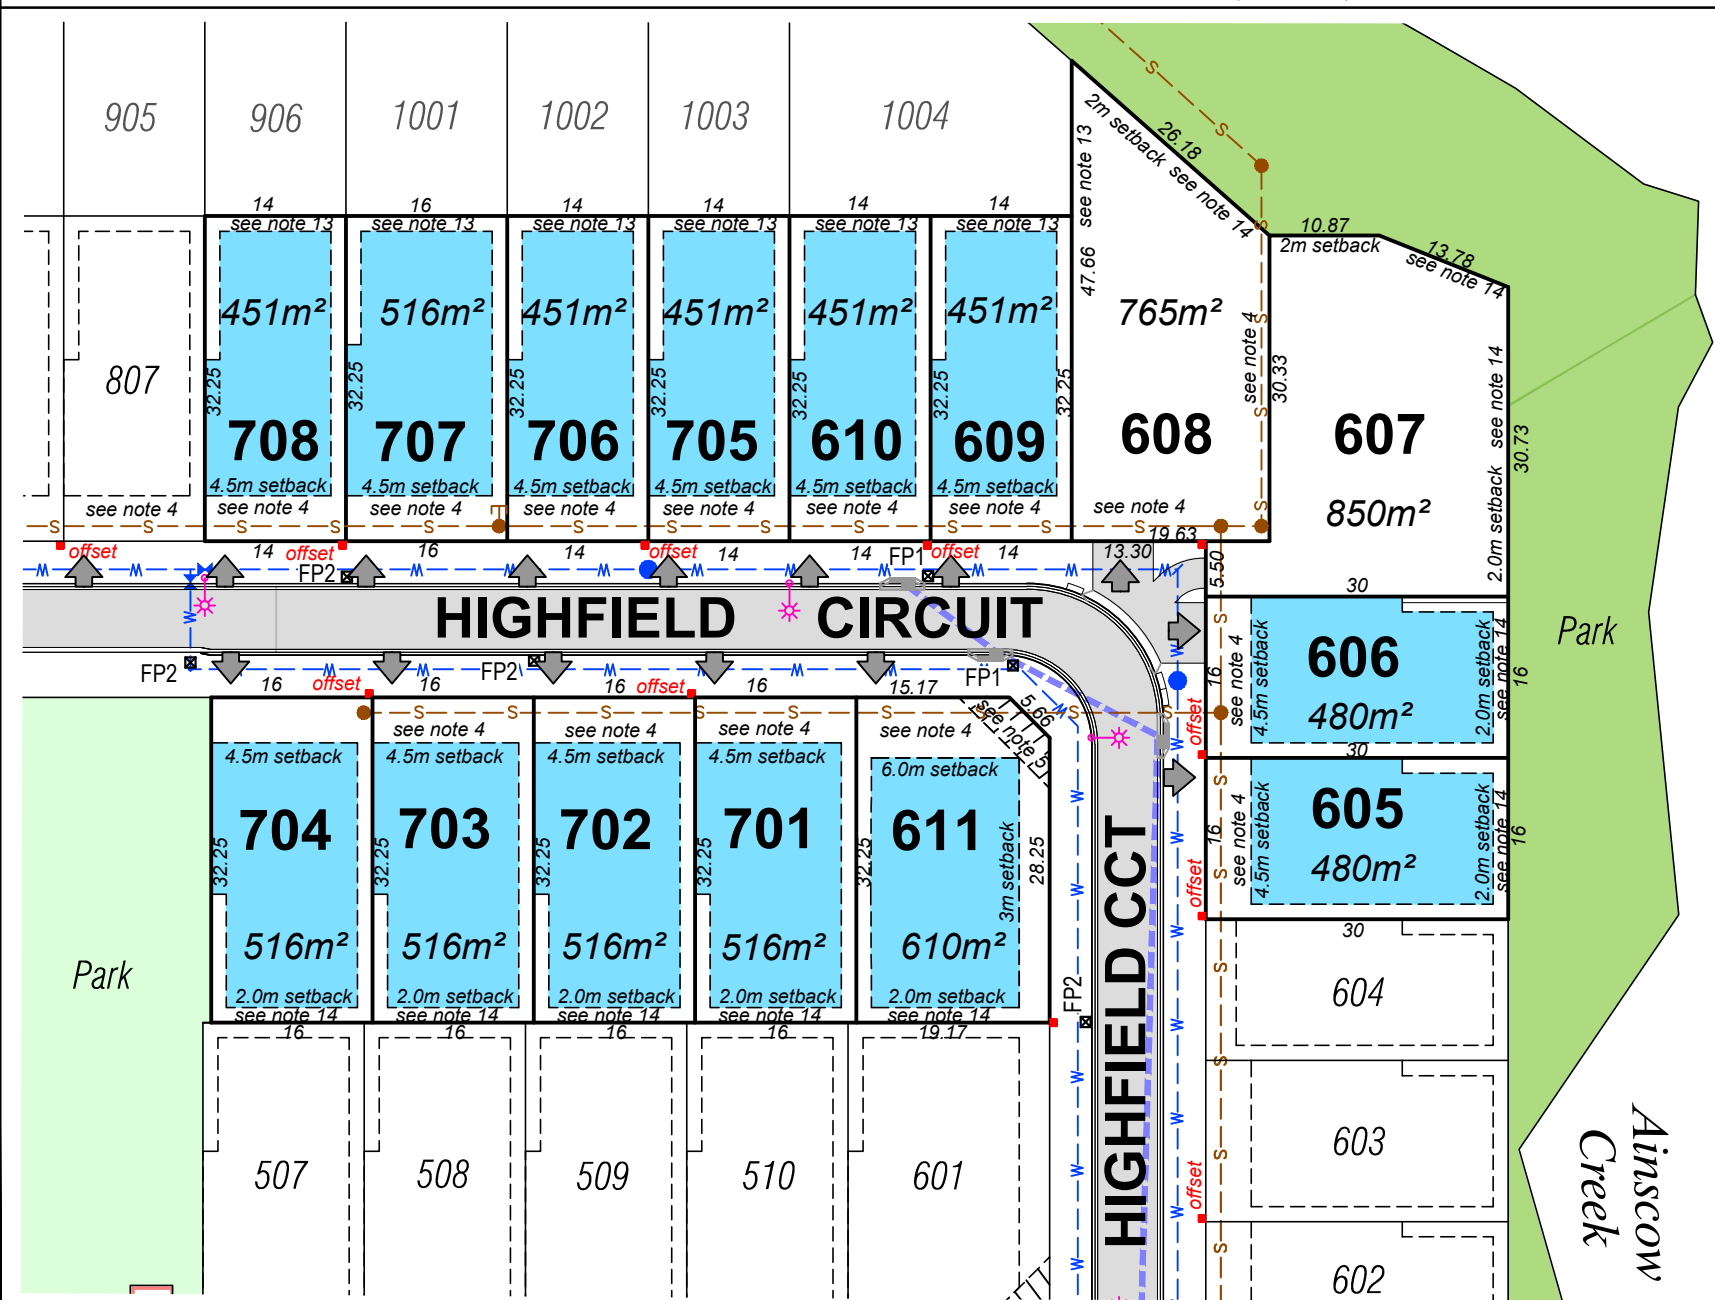 905
906
1001
1002
1003
1004
14
16
14
14
14
14
see note 13
see note 13
see note 13
see note 13
see note 13
47.66 see note 13
2m setback see note 14
26.18
10.87
2m setback
13.78
see note 14
451m²
516m²
451m²
451m²
451m²
451m²
765m²
807
32.25
32.25
32.25
32.25
32.25
32.25
32.25
see note 4
30.33
2.0m setback see note 14
30.73
708
707
706
705
610
609
608
607
850m²
4.5m setback
4.5m setback
4.5m setback
4.5m setback
4.5m setback
4.5m setback
see note 4
see note 4
see note 4
see note 4
see note 4
see note 4
see note 4
see note 4
19.63
offset
14
offset
16
14
offset
14
14
FP1
offset
14
13.30
5.50
FP2
30
HIGHFIELD CIRCUIT
Park
FP2
FP2
FP1
16
offset
16
16
offset
16
15.17
5.66
see note 5
see note 4
see note 4
see note 4
see note 4
16
see note 4
4.5m setback
606
480m²
2.0m setback
see note 14
16
offset
30
4.5m setback
4.5m setback
4.5m setback
4.5m setback
6.0m setback
704
703
702
701
611
32.25
32.25
32.25
32.25
32.25
3m setback
28.25
16
see note 4
4.5m setback
605
480m²
2.0m setback
see note 14
16
offset
30
516m²
516m²
516m²
516m²
610m²
Park
2.0m setback
2.0m setback
2.0m setback
2.0m setback
2.0m setback
see note 14
see note 14
see note 14
see note 14
see note 14
16
16
16
16
19.17
FP2
HIGHFIELD CCT
604
507
508
509
510
601
603
offset
602
Ainscow
Creek